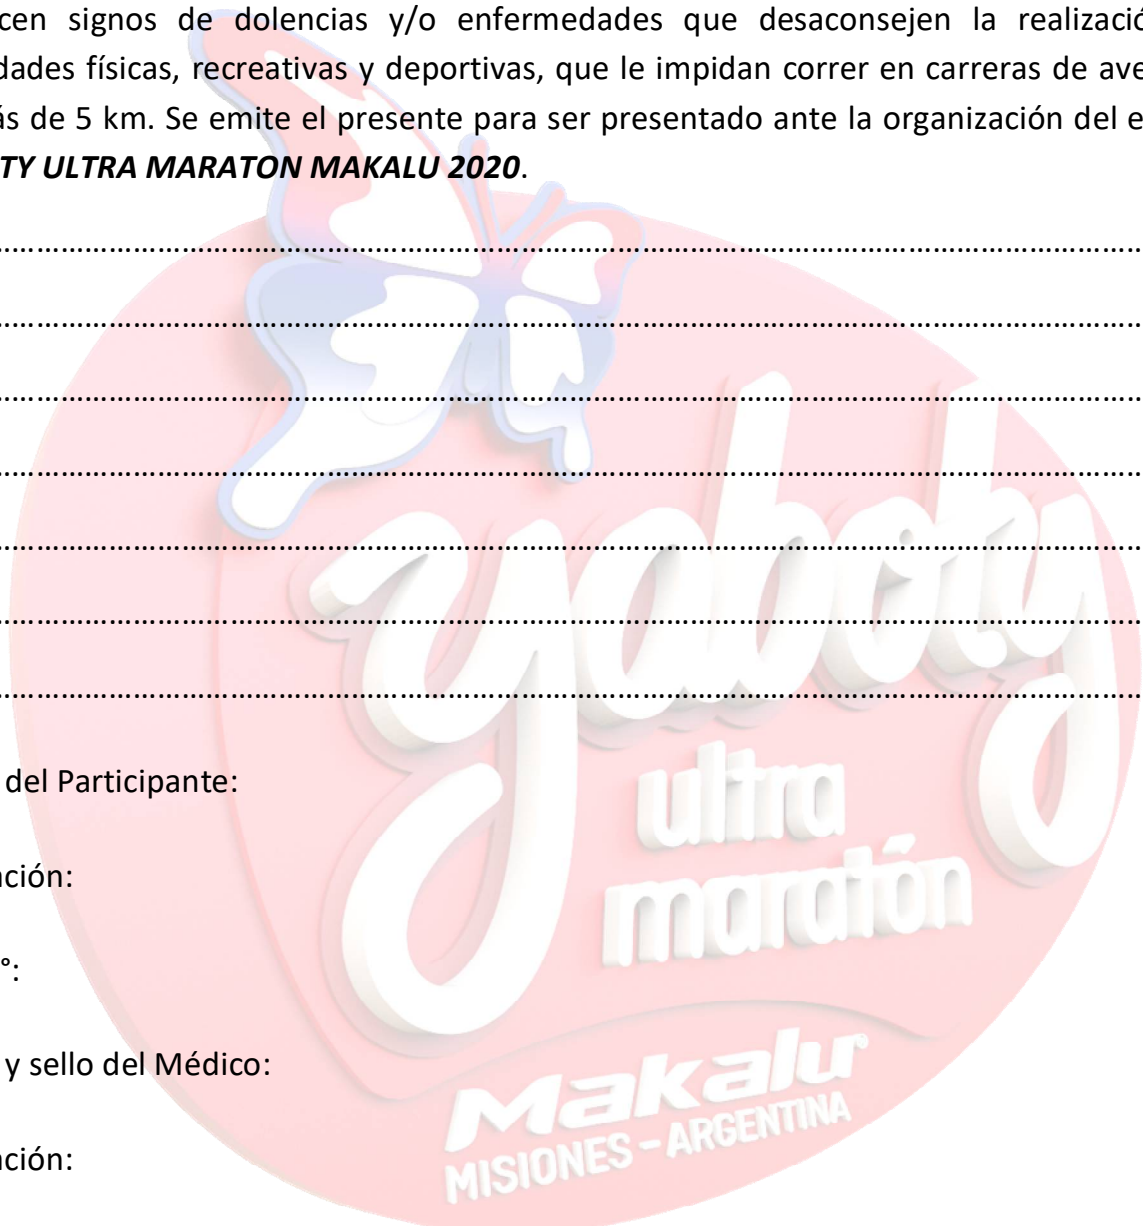 cen signos de dolencias y/o enfermedades que desaconsejen la realizació
dades físicas, recreativas y deportivas, que le impidan correr en carreras de ave
ás de 5 km. Se emite el presente para ser presentado ante la organización del e
TY ULTRA MARATON MAKALU 2020.
yaboty
ultra
maratón
del Participante:
ación:
°:
y sello del Médico:
Makalu®
MISIONES - ARGENTINA
ación: